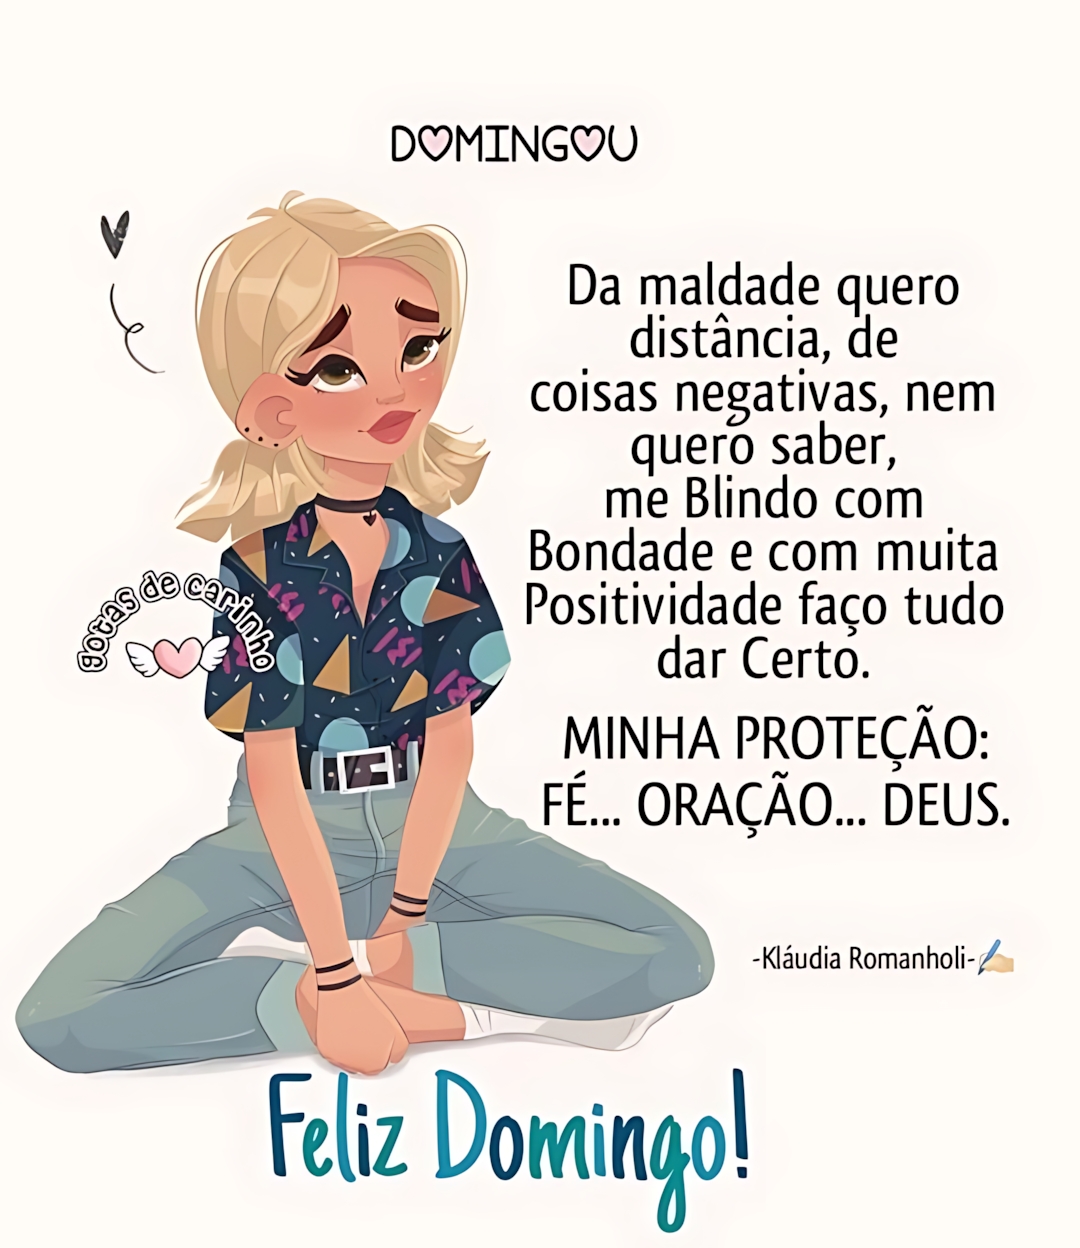 DOMINGOU
Da maldade quero
distância, de
coisas negativas, nem
quero saber,
me Blindo com
Bondade e com muita
Positividade faço tudo
dar Certo.
MINHA PROTEÇÃO:
FÉ... ORAÇÃO... DEUS.
Gotas de carinho
-Kláudia Romanholi-✍🏼
Feliz Domingo!